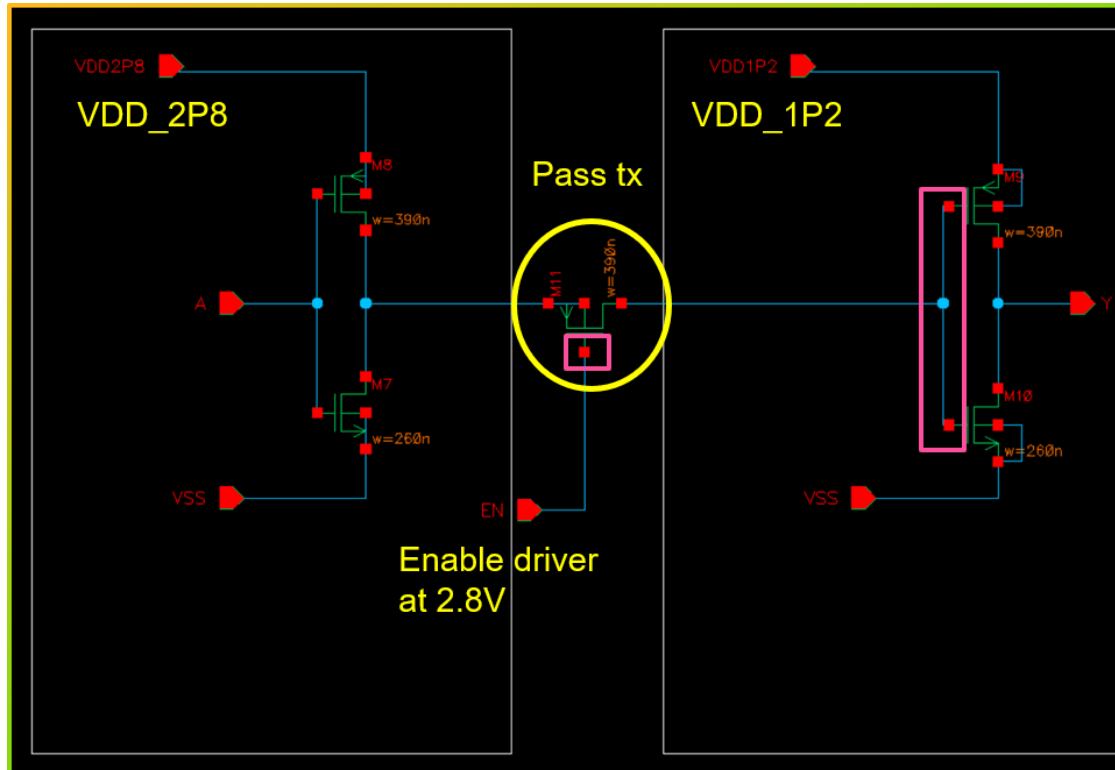 VDD2P8
VDD1P2
VDD_2P8
VDD_1P2
M8
Pass tx
M9
w=390n
w=390n
w=390n
M11
A
Y
M7
M10
w=260n
w=260n
VSS
EN
VSS
Enable driver
at 2.8V